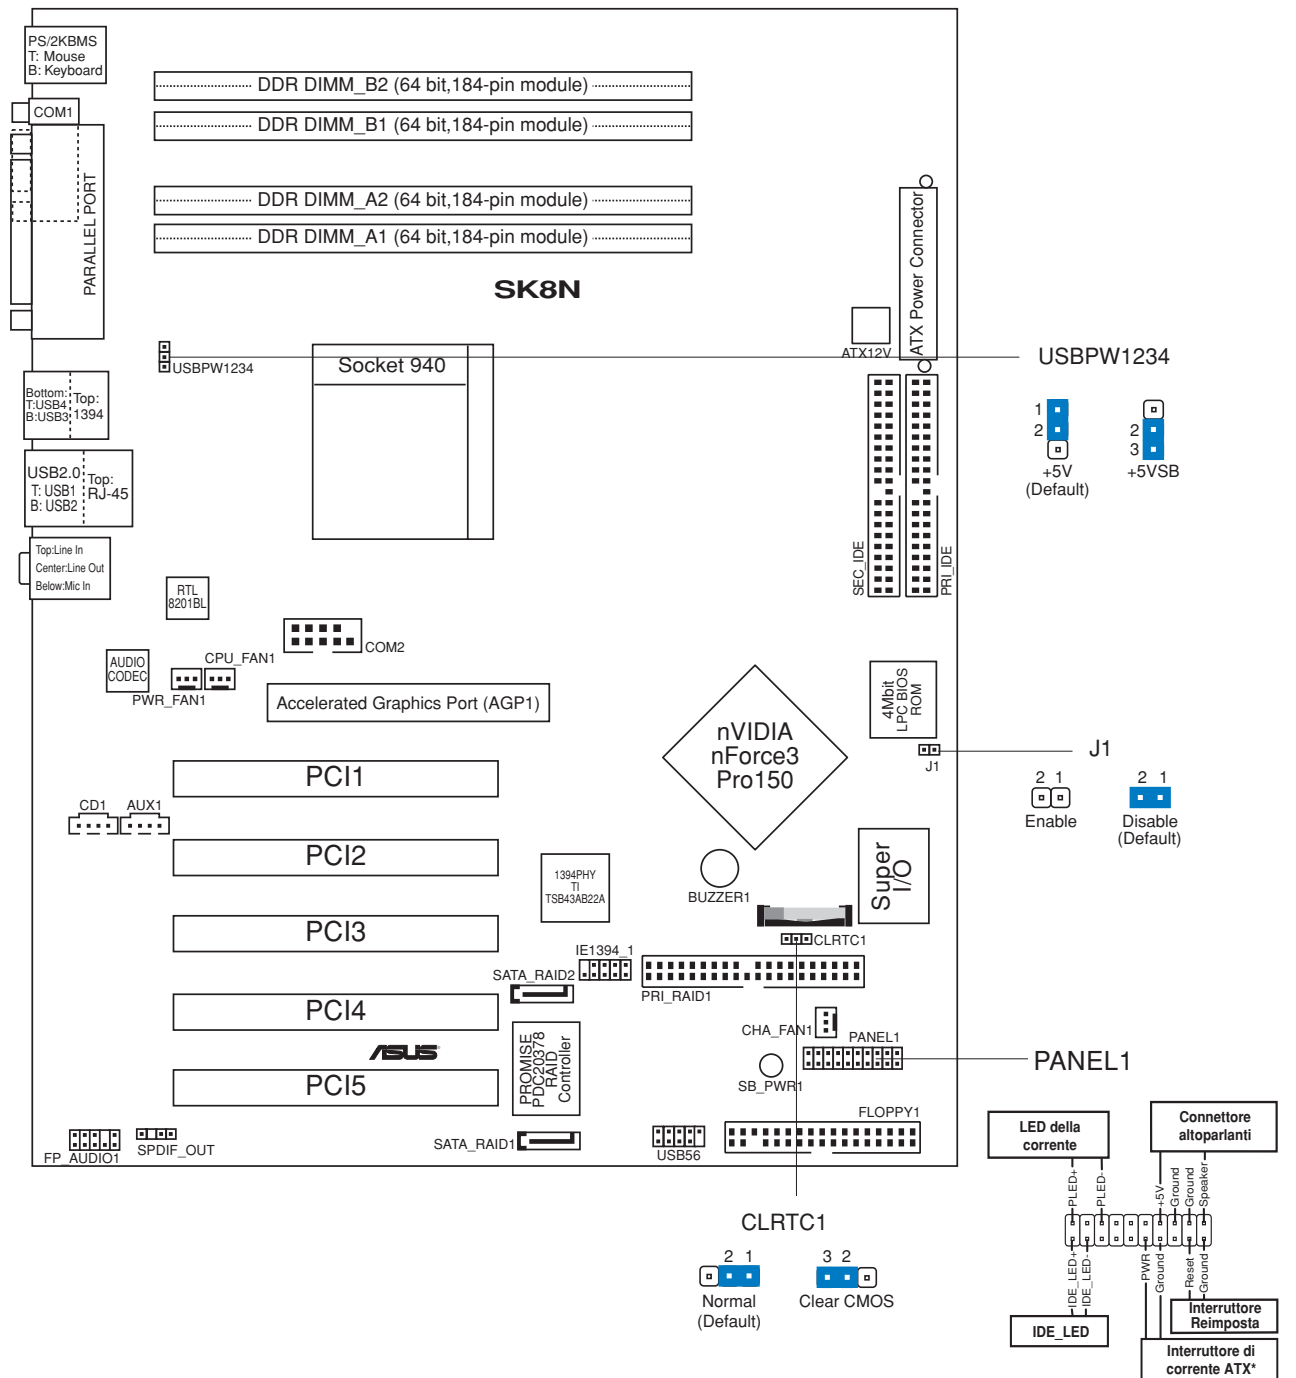 PS/2KBMS
T: Mouse
B: Keyboard
COM1
PARALLEL PORT
DDR DIMM_B2 (64 bit,184-pin module)
DDR DIMM_B1 (64 bit,184-pin module)
DDR DIMM_A2 (64 bit,184-pin module)
DDR DIMM_A1 (64 bit,184-pin module)
SK8N
ATX Power Connector
ATX12V
USBPW1234
Socket 940
USBPW1234
1
2
+5V
(Default)
2
3
+5VSB
Bottom:
T:USB4
B:USB3
Top:
1394
USB2.0
T: USB1
B: USB2
Top:
RJ-45
Top:Line In
Center:Line Out
Below:Mic In
SEC_IDE
PRI_IDE
RTL
8201BL
COM2
AUDIO
CODEC
CPU_FAN1
PWR_FAN1
Accelerated Graphics Port (AGP1)
nVIDIA
nForce3
Pro150
4Mbit
LPC BIOS
ROM
J1
J1
2 1
Enable
2 1
Disable
(Default)
PCI1
CD1
AUX1
PCI2
1394PHY
TI
TSB43AB22A
BUZZER1
Super
I/O
CLRTC1
PCI3
IE1394_1
SATA_RAID2
PRI_RAID1
PCI4
CHA_FAN1
PANEL1
PANEL1
ASUS
PROMISE
PDC20378
RAID
Controller
SB_PWR1
PCI5
FLOPPY1
FP_AUDIO1
SPDIF_OUT
SATA_RAID1
USB56
CLRTC1
2 1
Normal
(Default)
3 2
Clear CMOS
LED della
corrente
Connettore
altoparlanti
PLED+
PLED-
+5V
Ground
Ground
Speaker
IDE_LED+
IDE_LED-
PWR
Ground
Reset
Ground
IDE_LED
Interruttore
Reimposta
Interruttore di
corrente ATX*